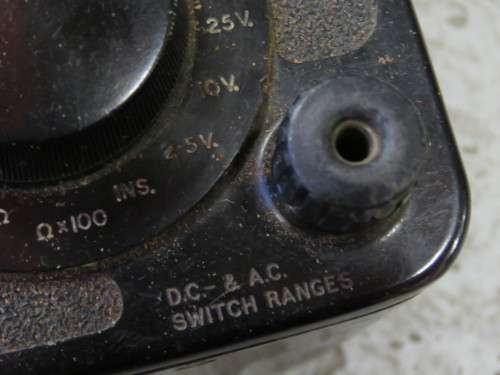 25V.
10V.
2·5V.
INS.
Ω×100
Ω
D.C.- & A.C.
SWITCH RANGES